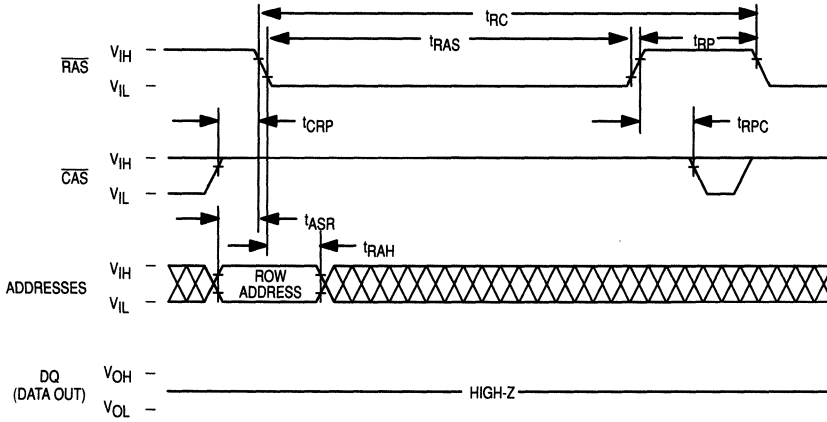 tRC
tRAS
tRP
RAS
VIH
VIL
tCRP
tRPC
CAS
VIH
VIL
tASR
tRAH
ADDRESSES
VIH
VIL
ROW
ADDRESS
DQ
(DATA OUT)
VOH
HIGH-Z
VOL